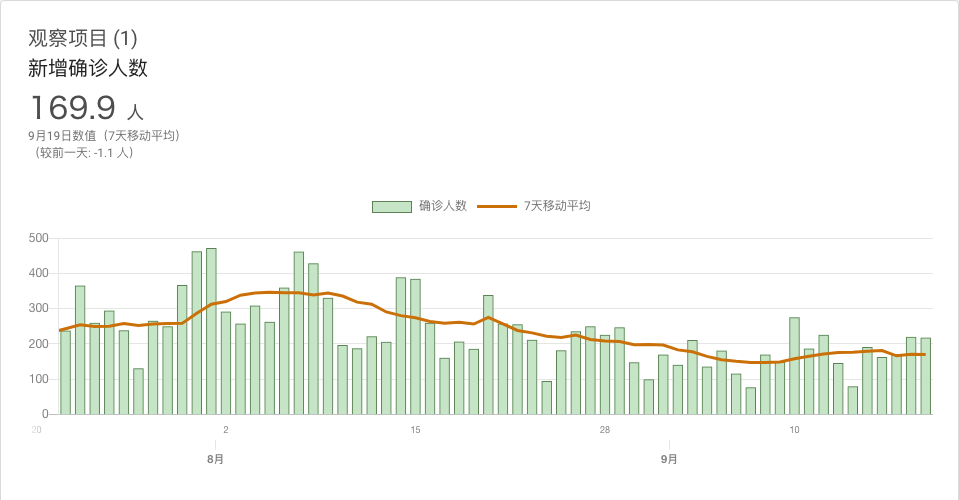 观察项目 (1)
新增确诊人数
169.9 人
9月19日数值（7天移动平均）
（较前一天: -1.1 人）
确诊人数 7天移动平均
500
400
300
200
100
0
20 2 15 28 10
8月 9月